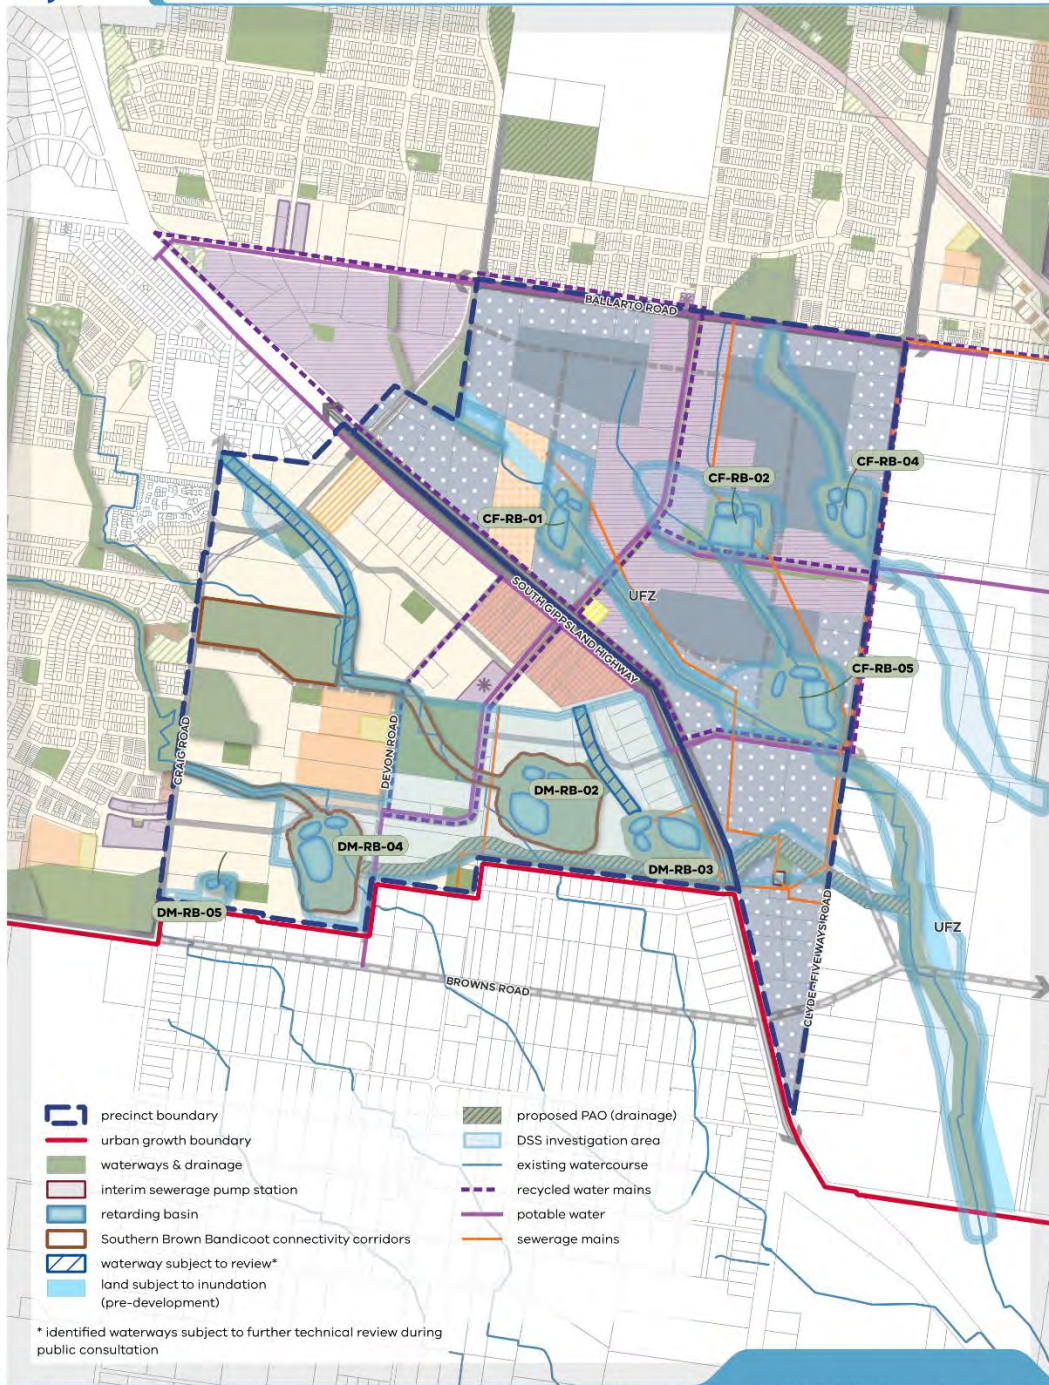 BALLARTO ROAD
CF-RB-04
CF-RB-02
CF-RB-01
SOUTH GIPPSLAND HIGHWAY
UFZ
CF-RB-05
CRAIG ROAD
DEVON ROAD
DM-RB-02
DM-RB-04
DM-RB-03
DM-RB-05
CLYDE-FIVEWAYS ROAD
UFZ
BROWNS ROAD
precinct boundary
urban growth boundary
waterways & drainage
interim sewerage pump station
retarding basin
Southern Brown Bandicoot connectivity corridors
waterway subject to review*
land subject to inundation
(pre-development)
proposed PAO (drainage)
DSS investigation area
existing watercourse
recycled water mains
potable water
sewerage mains
* identified waterways subject to further technical review during
public consultation